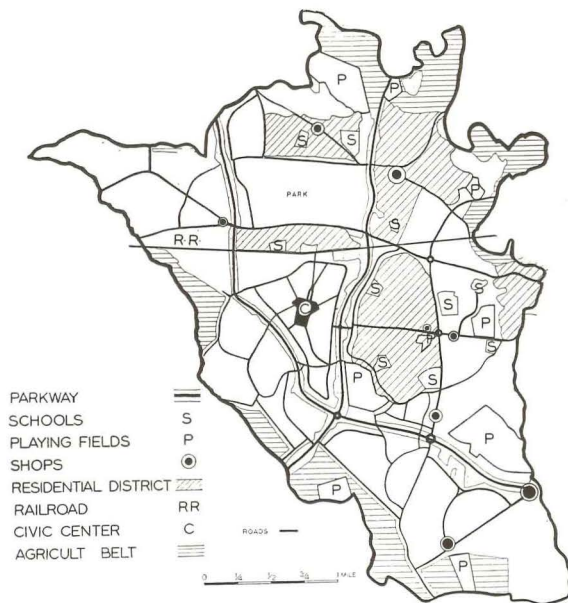 P
P
S
S
P
PARK
S
R·R·
S
S
S
S
P
C
P
S
P
S
S
P
P
P
PARKWAY
SCHOOLS S
PLAYING FIELDS P
SHOPS
RESIDENTIAL DISTRICT
RAILROAD RR
CIVIC CENTER C
AGRICULT BELT
ROADS
0 1/4 1/2 3/4 1 MILE